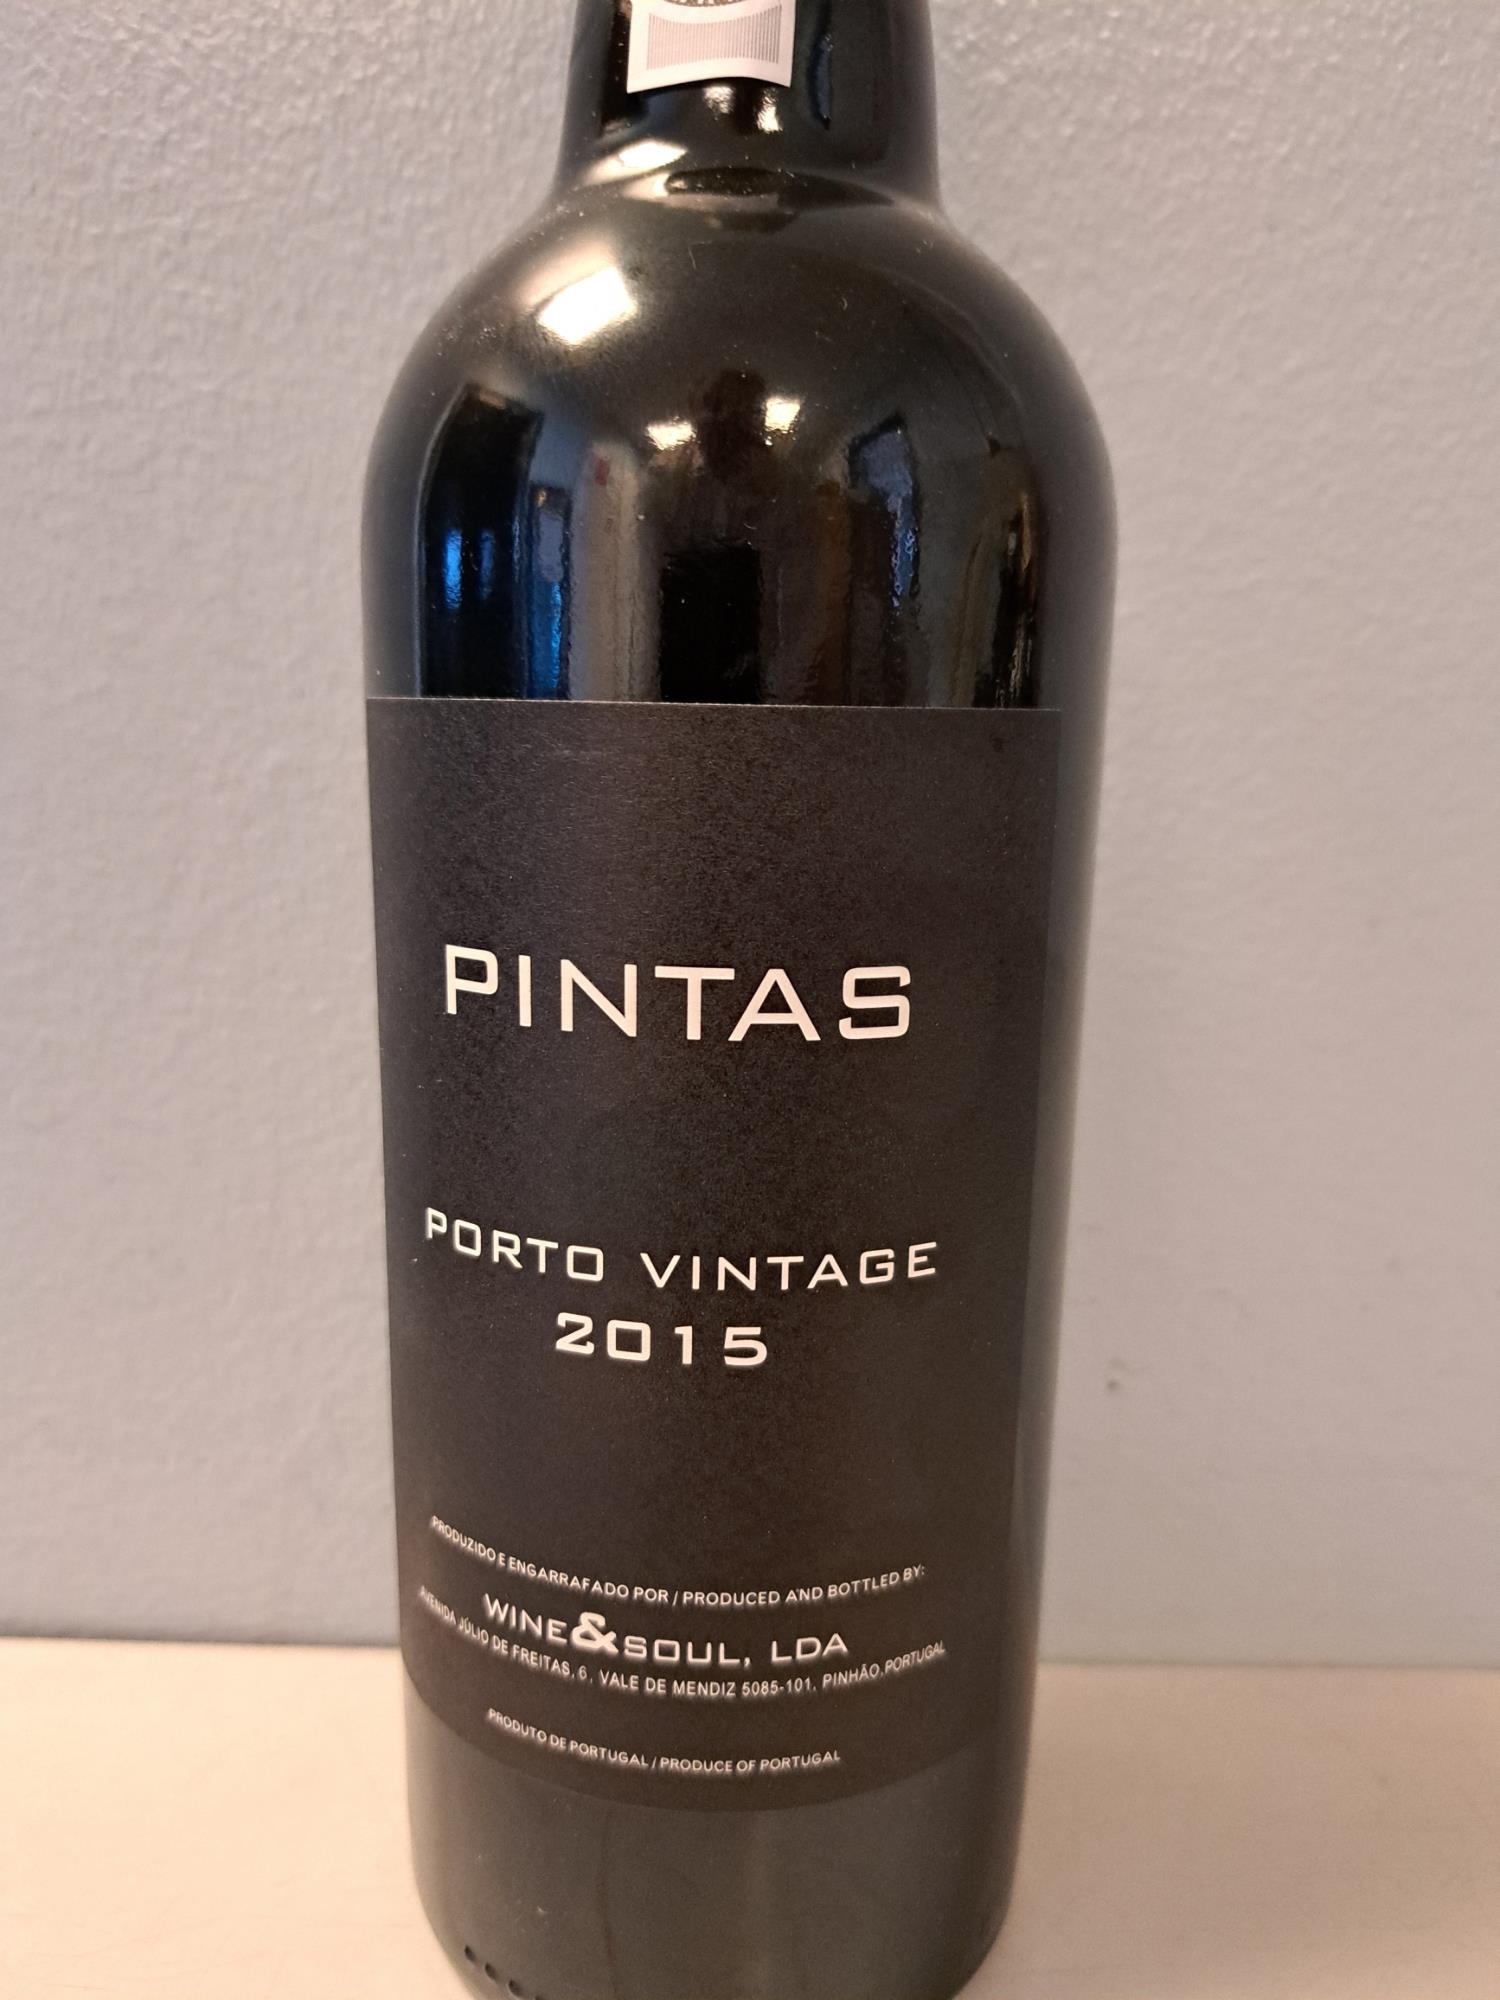 PINTAS
PORTO VINTAGE
2015
PRODUZIDO E ENGARRAFADO POR / PRODUCED AND BOTTLED BY:
WINE&SOUL, LDA
AVENIDA JÚLIO DE FREITAS, 6, VALE DE MENDIZ 5085-101, PINHÃO, PORTUGAL
PRODUTO DE PORTUGAL / PRODUCE OF PORTUGAL